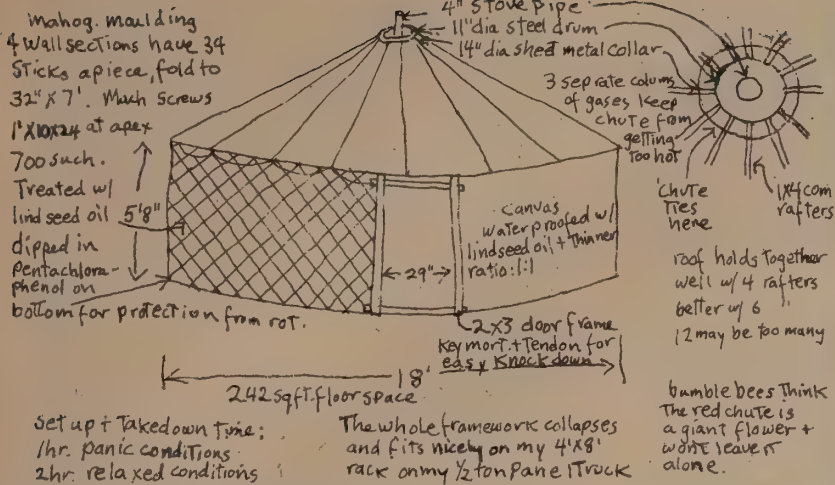 mahog. moulding
4 wall sections have 34
sticks apiece, fold to
32" X 7'. Mach Screws
1" X 10 X 24 at apex
700 such.
Treated w/
lindseed oil
dipped in
pentachlora-
phenol on
bottom for protection from rot.
5'8"
4" stove pipe
11" dia steel drum
14" dia sheet metal collar
3 seprate colums
of gases keep
chute from
getting
too hot
'chute
ties
here
1X4 com
rafters
canvas
waterproofed w/
lindseed oil + thinner
ratio: 1:1
29"
roof holds together
well w/ 4 rafters
better w/ 6 "
12 may be too many
2X3 door frame
key mort. + Tendon for
easy knock down
18'
242 sq ft. floor space
set up + Takedown time:
1hr. panic conditions
2hr. relaxed conditions
The whole framework collapses
and fits nicely on my 4'X8'
rack on my 1/2 ton Panel Truck
bumble bees think
The red chute is
a giant flower +
wont leave it
alone.